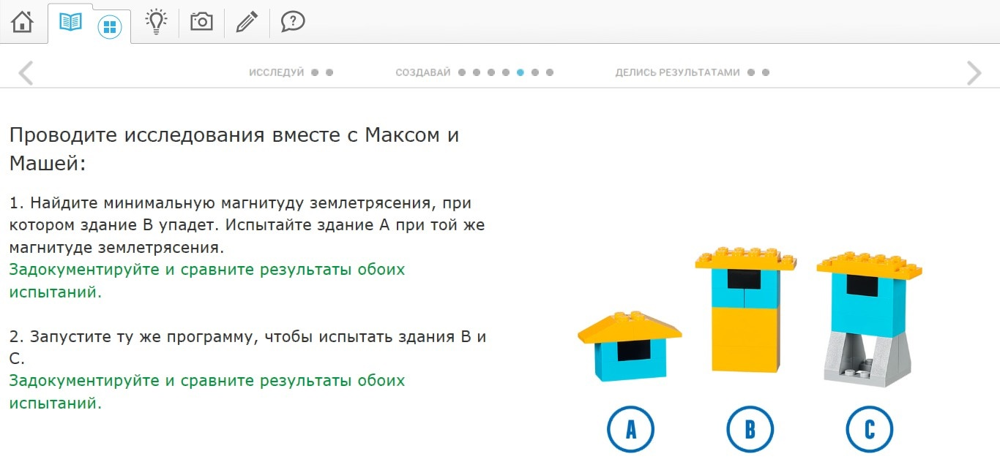 ИССЛЕДУЙ СОЗДАВАЙ ДЕЛИСЬ РЕЗУЛЬТАТАМИ
Проводите исследования вместе с Максом и
Машей:
1. Найдите минимальную магнитуду землетрясения, при
котором здание B упадет. Испытайте здание A при той же
магнитуде землетрясения.
Задокументируйте и сравните результаты обоих
испытаний.
2. Запустите ту же программу, чтобы испытать здания B и
C.
Задокументируйте и сравните результаты обоих
испытаний.
A B C